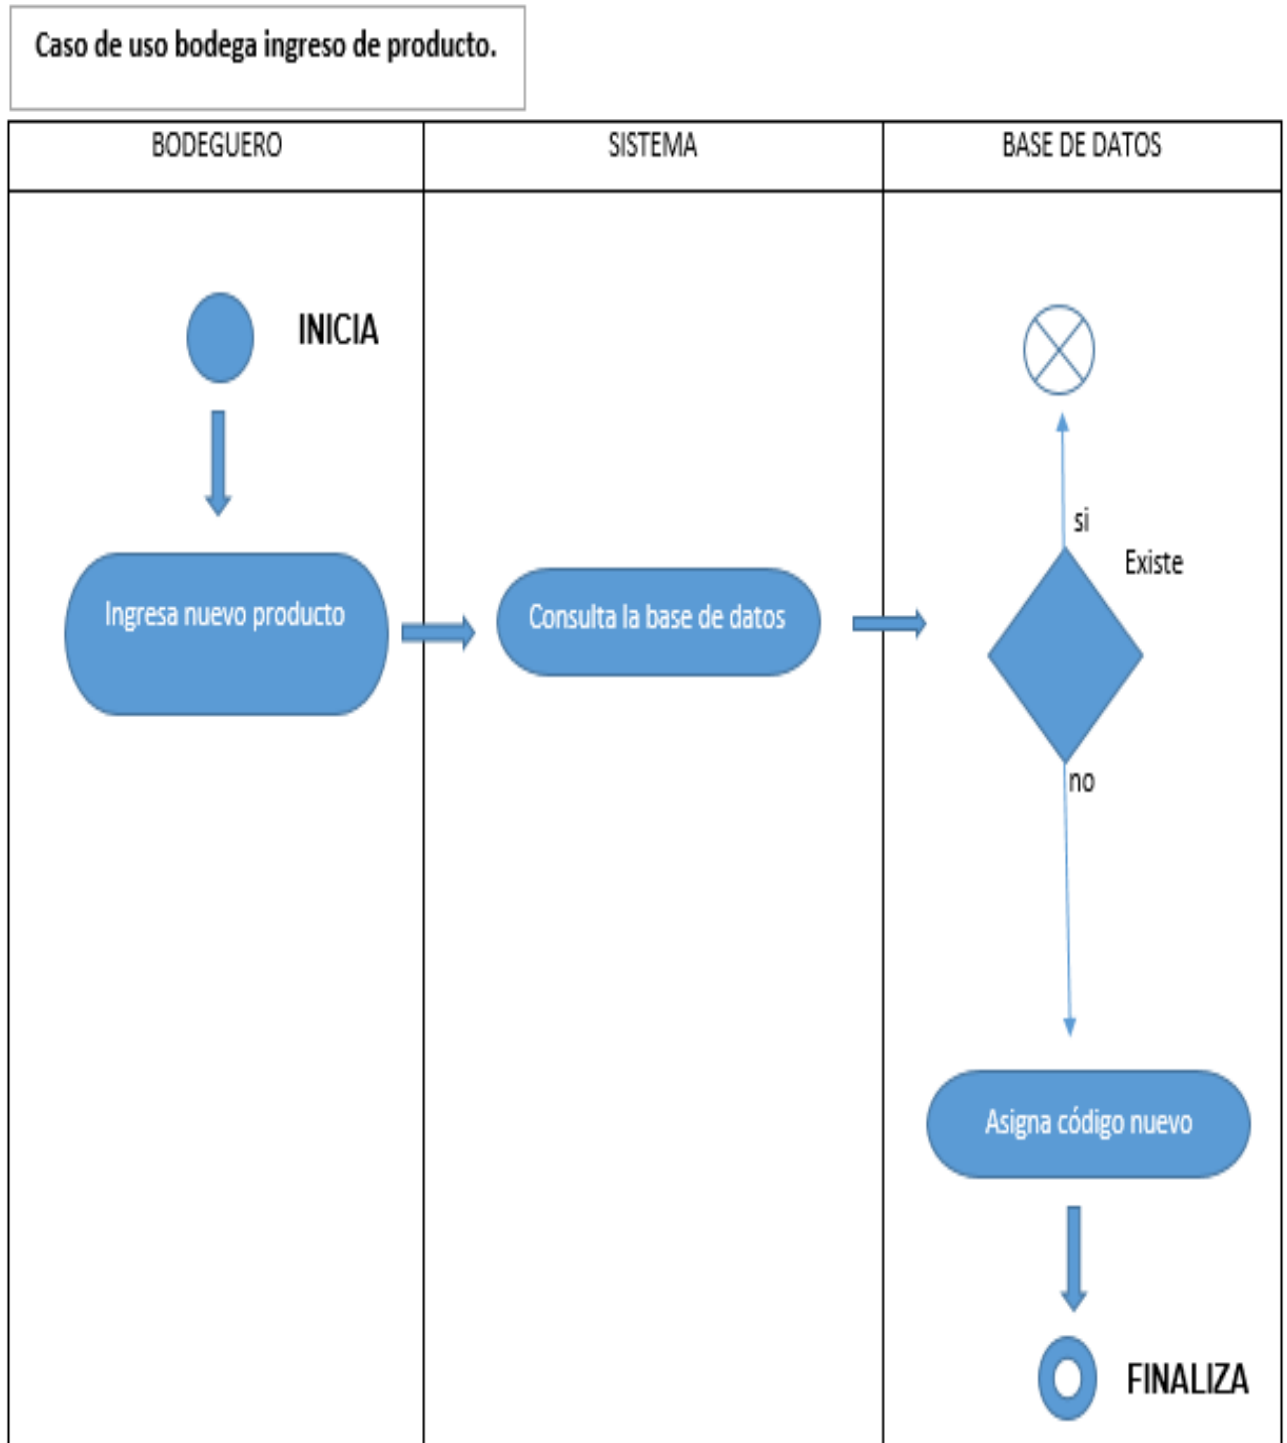 Caso de uso bodega ingreso de producto.
BODEGUERO
SISTEMA
BASE DE DATOS
INICIA
si
Existe
Ingresa nuevo producto
Consulta la base de datos
no
Asigna código nuevo
FINALIZA